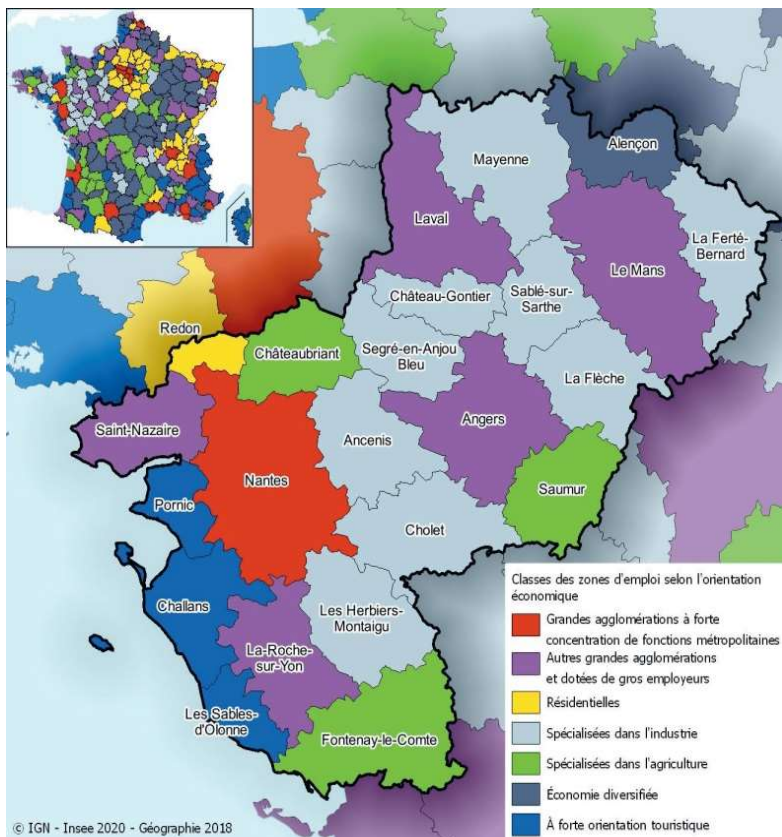 Mayenne
Alençon
Laval
La Ferté-
Bernard
Le Mans
Château-Gontier
Sablé-sur-
Sarthe
Redon
Châteaubriant
Segré-en-Anjou
Bleu
La Flèche
Saint-Nazaire
Ancenis
Angers
Nantes
Saumur
Pornic
Cholet
Challans
Les Herbiers-
Montaigu
La-Roche-
sur-Yon
Les Sables-
d'Olonne
Fontenay-le-Comte
Classes des zones d'emploi selon l'orientation
économique
Grandes agglomérations à forte
concentration de fonctions métropolitaines
Autres grandes agglomérations
et dotées de gros employeurs
Résidentielles
Spécialisées dans l'industrie
Spécialisées dans l'agriculture
Économie diversifiée
À forte orientation touristique
© IGN - Insee 2020 - Géographie 2018